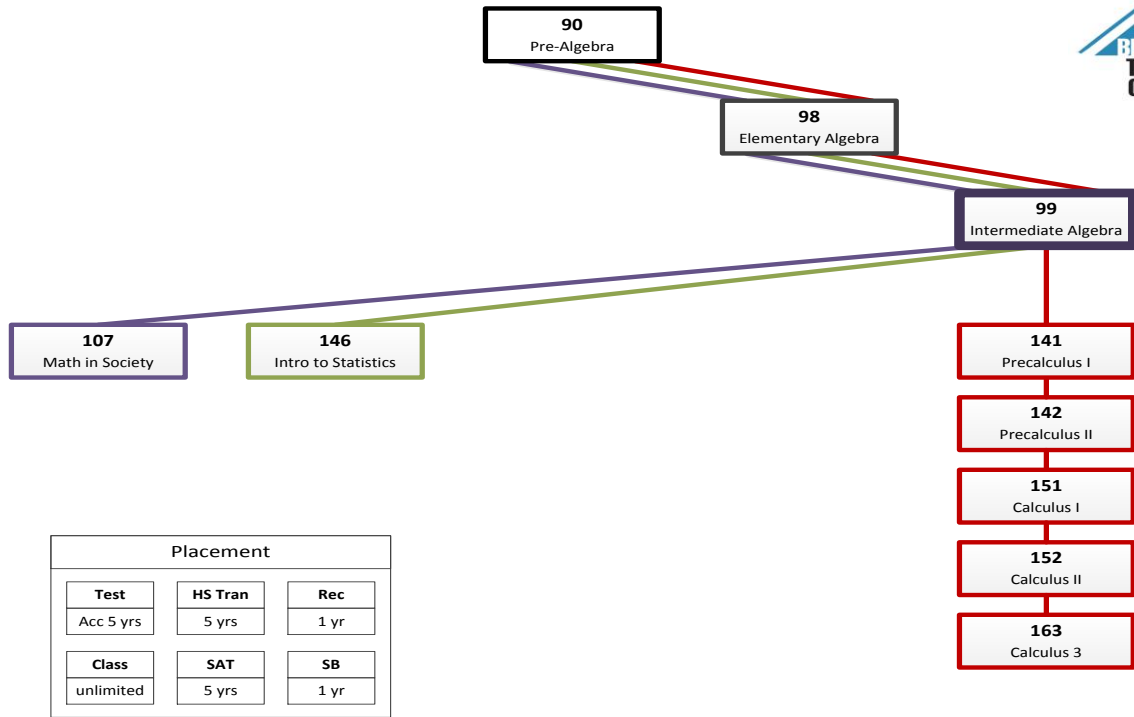 90
Pre-Algebra
98
Elementary Algebra
99
Intermediate Algebra
107
Math in Society
146
Intro to Statistics
141
Precalculus I
142
Precalculus II
151
Calculus I
152
Calculus II
163
Calculus 3
Placement
Test
HS Tran
Rec
Acc 5 yrs
5 yrs
1 yr
Class
SAT
SB
unlimited
5 yrs
1 yr